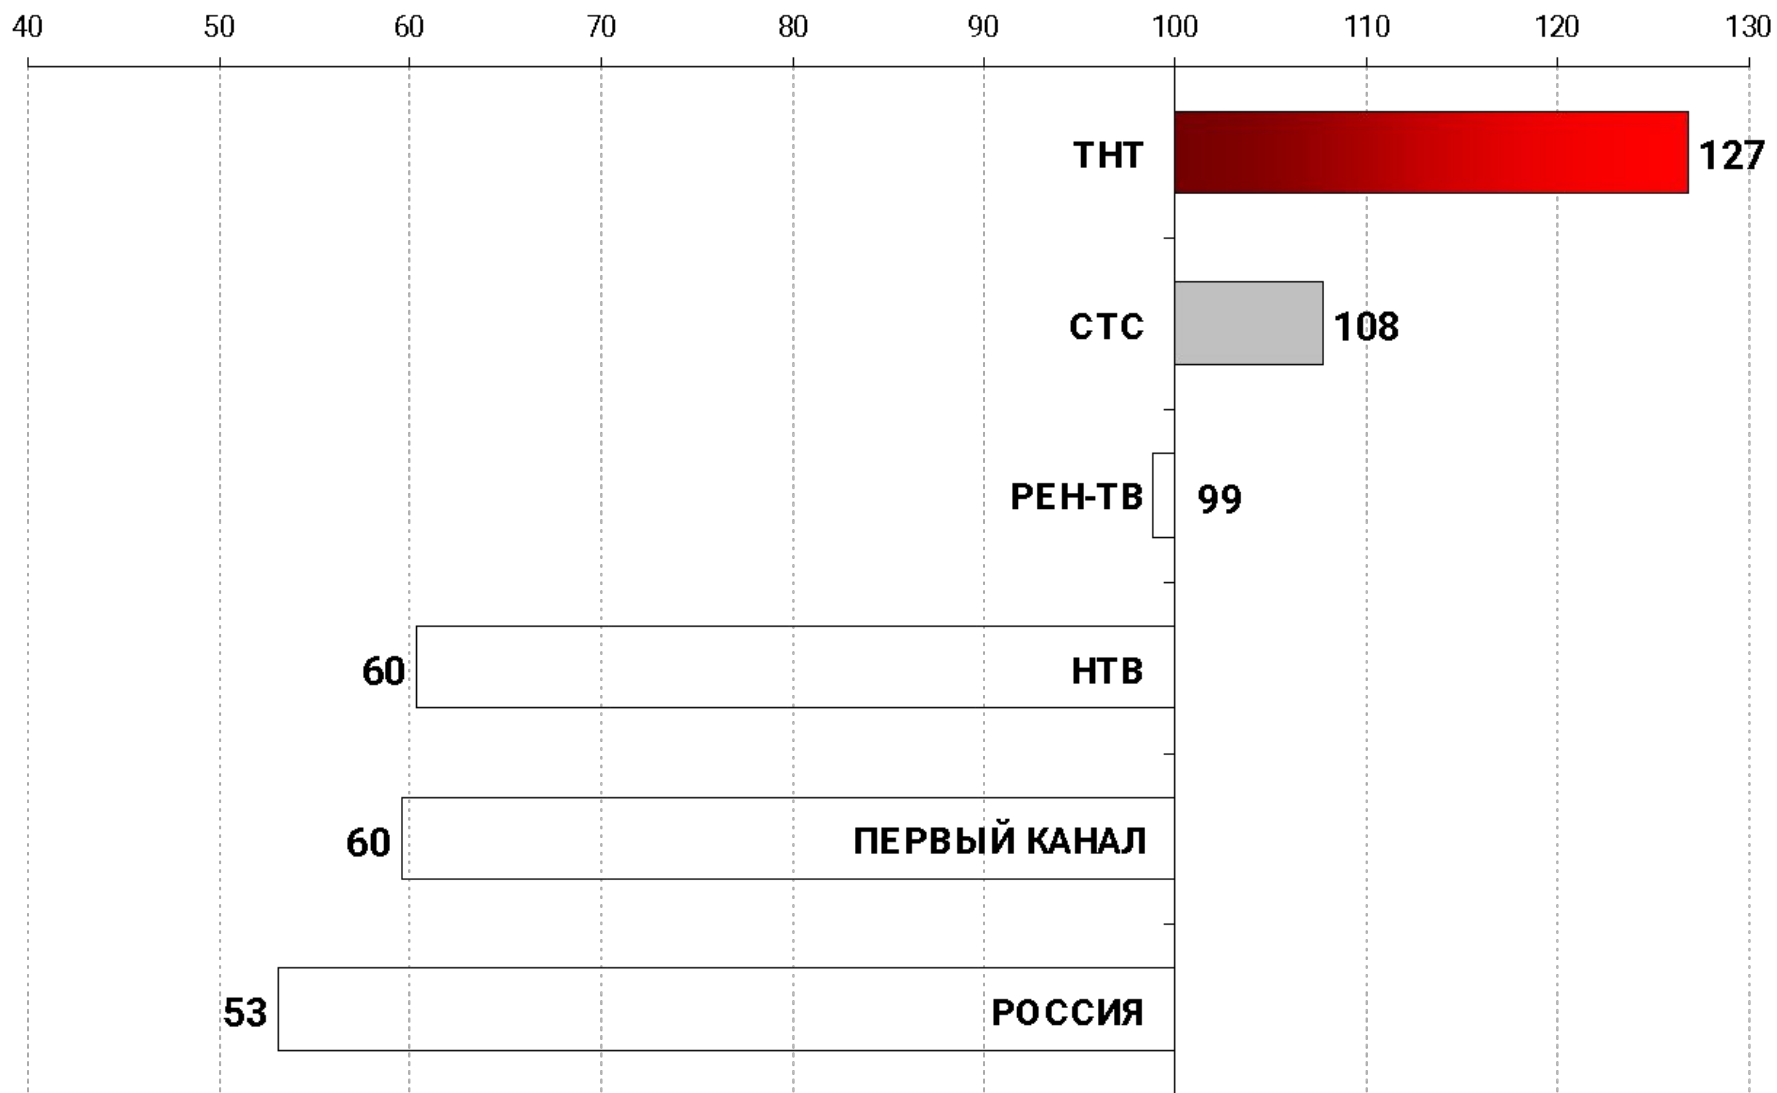 40 50 60 70 80 90 100 110 120 130
ТНТ 127
СТС 108
РЕН-ТВ 99
60 НТВ
60 ПЕРВЫЙ КАНАЛ
53 РОССИЯ